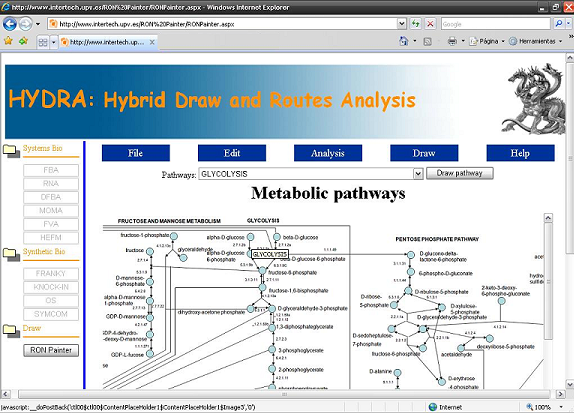 http://www.intertech.upv.es/RON%20Painter/RONPainter.aspx - Windows Internet Explorer
http://www.intertech.upv.es/RON%20Painter/RONPainter.aspx
Google
http://www.intertech.upv.es/RON%20p...
Página
Herramientas
HYDRA: Hybrid Draw and Routes Analysis
Systems Bio
FBA
RNA
DFBA
MOMA
FVA
HEFM
Synthetic Bio
FRANKY
KNOCK-IN
OS
SYMCOM
Draw
RON Painter
File Edit Analysis Draw Help
Pathways: GLYCOLYSIS Draw pathway
Metabolic pathways
FRUCTOSE AND MANNOSE METABOLISM
GLYCOLYSIS
PENTOSE PHOSPHATE PATHWAY
fructose-1-phosphate
fructose
glyceraldehyde
D-mannose-6-phosphate
alpha D-mannose 1-phosphate
GDP-D-mannose
GDP-4-dehydro-deoxy-D-mannose
GDP-L-fucose
alpha-D-glucose
beta-D-glucose
alpha-D-glucose 6-phosphate
GLYCOLYSIS
D-glucose 6-phosphate
fructose-6-phosphate
fructose-1,6-bisphosphate
dihydroxy-acetone phosphate
D-glyceraldehyde-3-phosphate
1,3-diphosphateglycerate
3-phosphoglycerate
2-phosphoglycerate
phosphoenolpyruvate
D-glucono-delta-lactone-6-phosphate
6-phospho-D-gluconate
D-ribulose-5-phosphate
D-ribose-5-phosphate
D-xylulose-5-phosphate
D-glyceraldehyde-3-phosphate
D-sedoheptulose-7-phosphate
fructose-6-phosphate
acetaldehyde
deoxyribose-5-phosphate
2-keto-3-deoxy-6-phospho-gluconate
D-alanine
D-erythrose-4-phosphate
javascript:__doPostBack('ctl00$ctl00$ContentPlaceHolder1$ContentPlaceHolder1$Image3','0')
Internet
100%